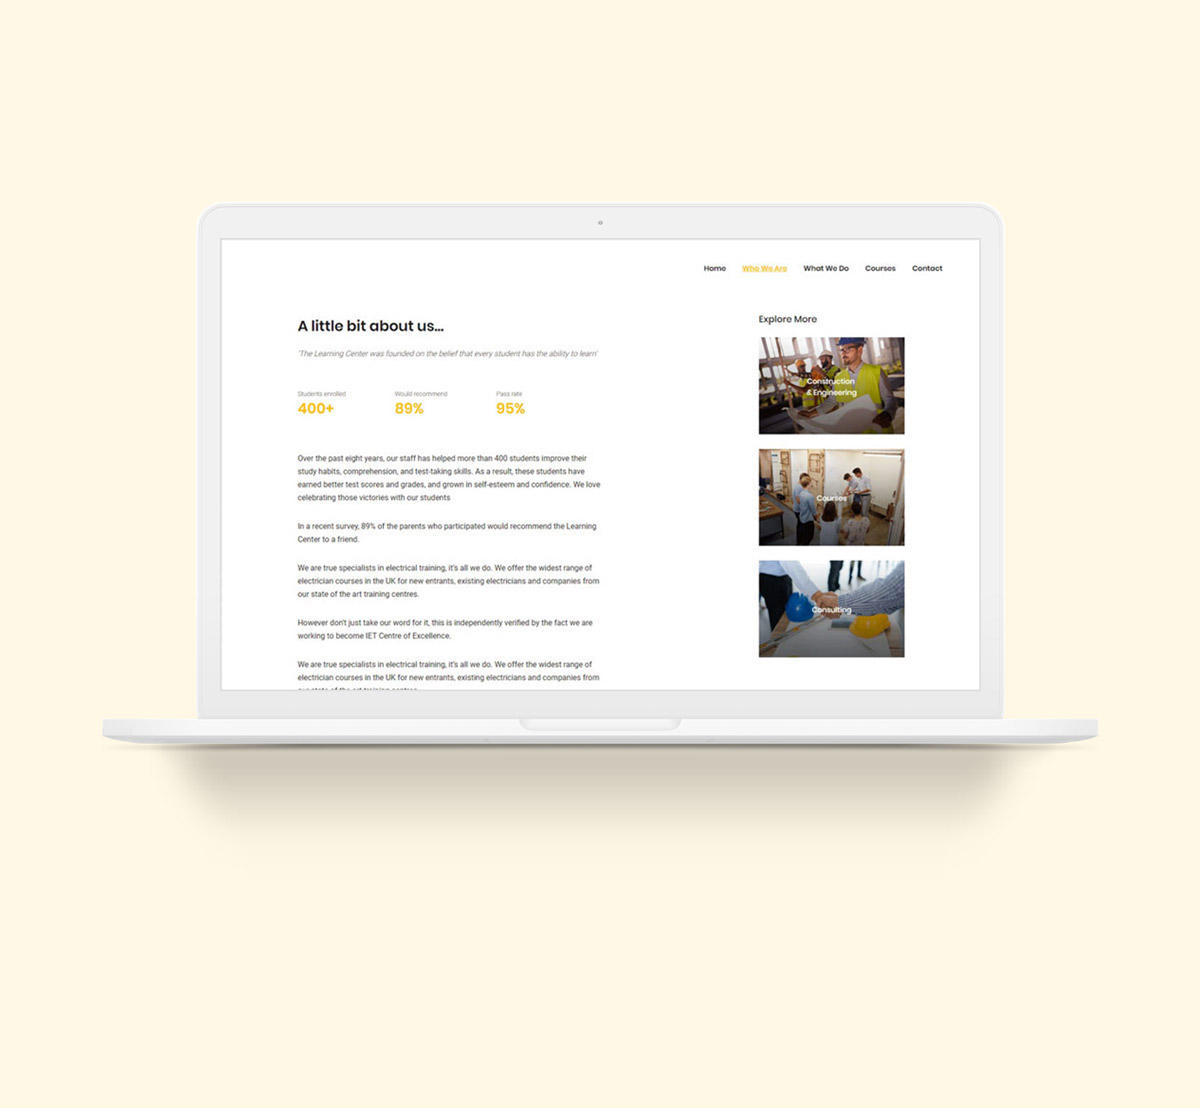 Home Who We Are What We Do Courses Contact
A little bit about us...
'The Learning Center was founded on the belief that every student has the ability to learn'
Students enrolled Would recommend Pass rate
400+ 89% 95%
Over the past eight years, our staff has helped more than 400 students improve their
study habits, comprehension, and test-taking skills. As a result, these students have
earned better test scores and grades, and grown in self-esteem and confidence. We love
celebrating those victories with our students
In a recent survey, 89% of the parents who participated would recommend the Learning
Center to a friend.
We are true specialists in electrical training, it's all we do. We offer the widest range of
electrician courses in the UK for new entrants, existing electricians and companies from
our state of the art training centres.
However don't just take our word for it, this is independently verified by the fact we are
working to become IET Centre of Excellence.
We are true specialists in electrical training, it's all we do. We offer the widest range of
electrician courses in the UK for new entrants, existing electricians and companies from
our state of the art training centres.
Explore More
Construction
& Engineering
Courses
Consulting